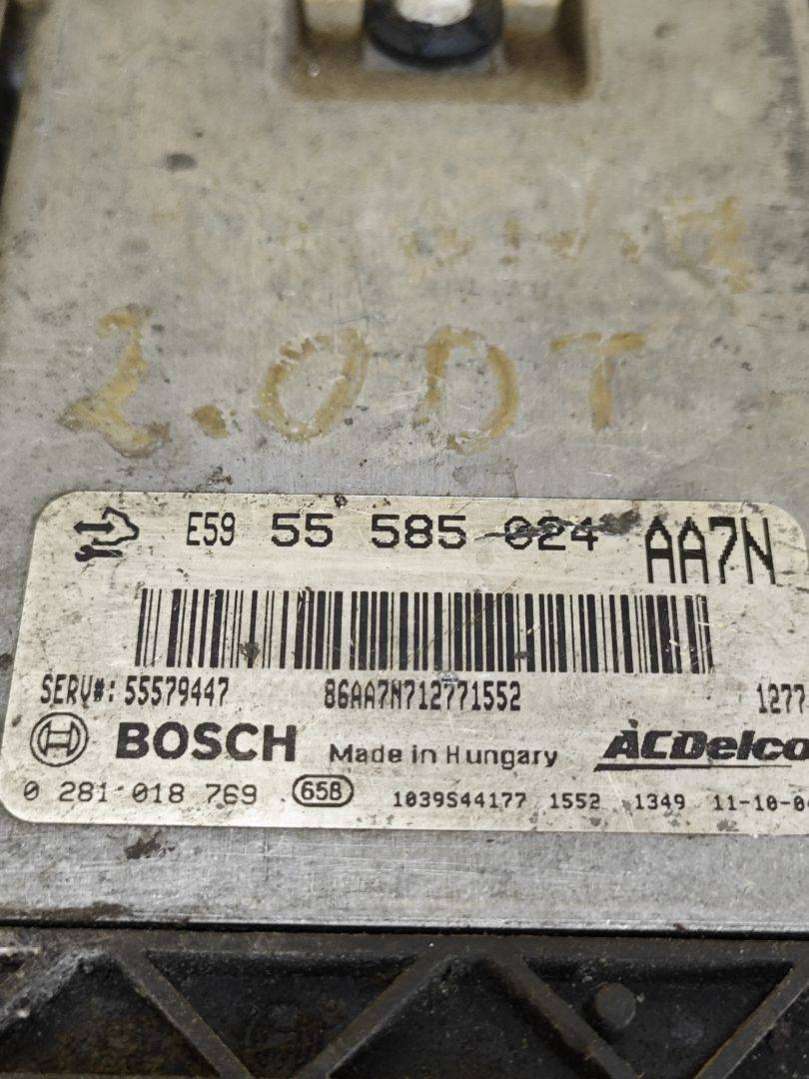 2.0DT
E59 55 585 024 AA7N
SERV#: 55579447 86AA7N712771552 1277
BOSCH Made in Hungary ACDelco
0 281 018 769 65B 1039S44177 1552 1349 11-10-0